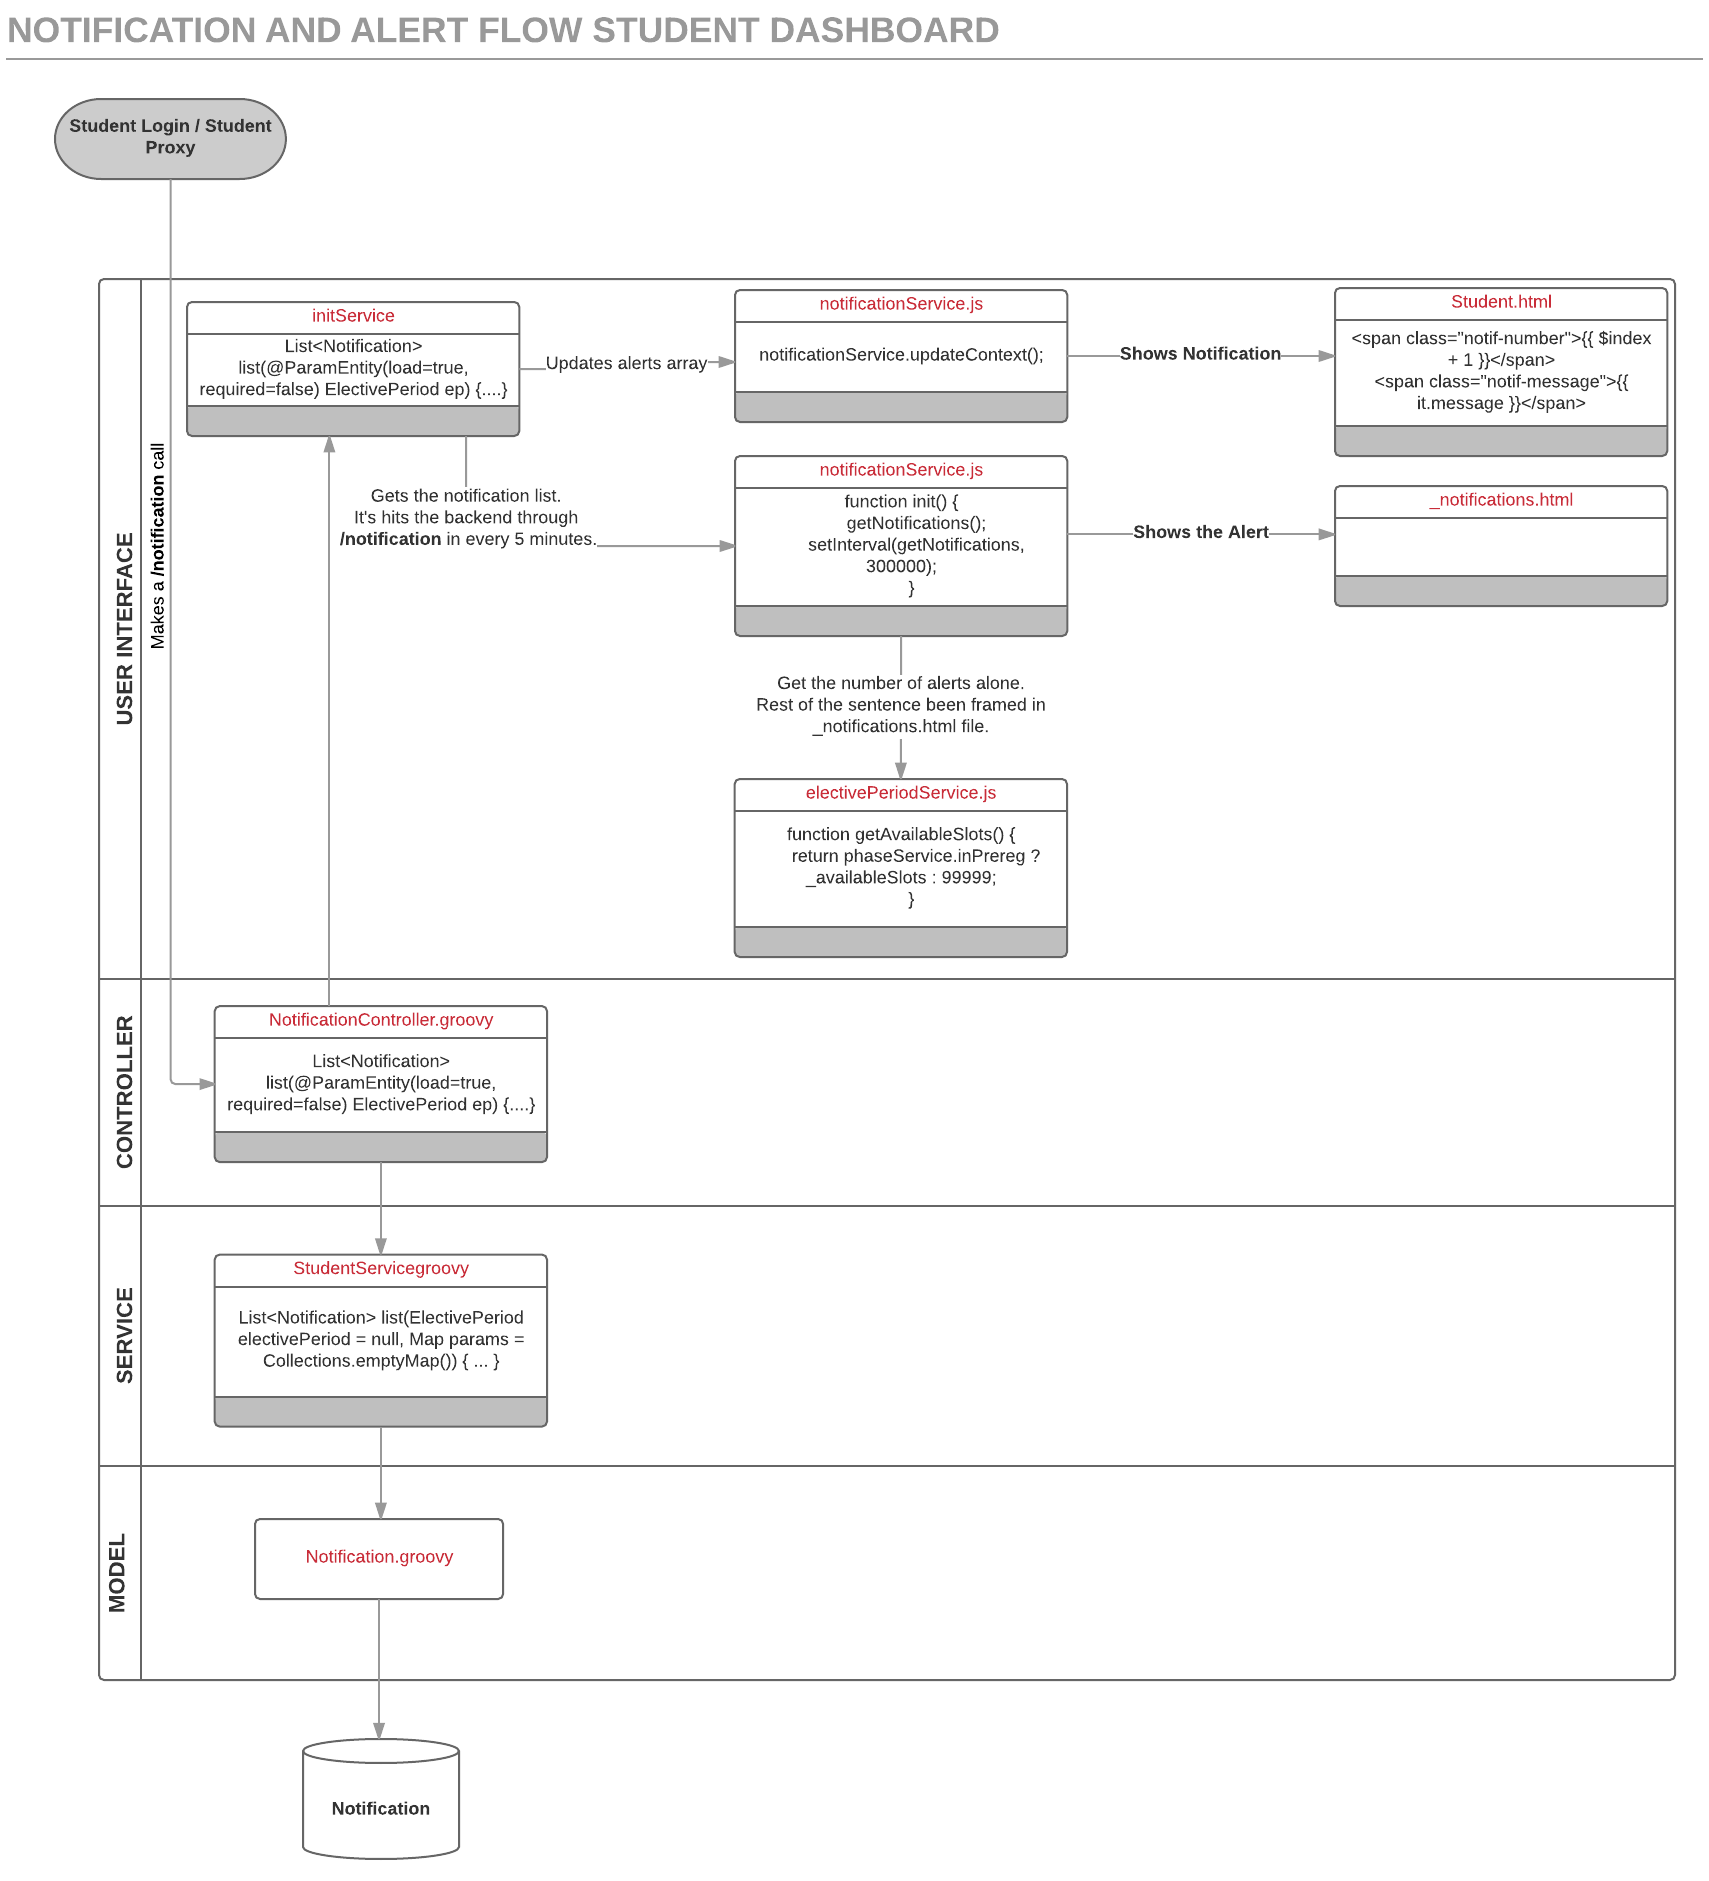 NOTIFICATION AND ALERT FLOW STUDENT DASHBOARD
Student Login / Student
Proxy
USER INTERFACE
Makes a /notification call
initService
List<Notification>
list(@ParamEntity(load=true,
required=false) ElectivePeriod ep) {....}
Updates alerts array
notificationService.js
notificationService.updateContext();
Shows Notification
Student.html
<span class="notif-number">{{ $index
+ 1 }}</span>
<span class="notif-message">{{
it.message }}</span>
Gets the notification list.
It's hits the backend through
/notification in every 5 minutes.
notificationService.js
function init() {
getNotifications();
setInterval(getNotifications,
300000);
}
Shows the Alert
_notifications.html
Get the number of alerts alone.
Rest of the sentence been framed in
_notifications.html file.
electivePeriodService.js
function getAvailableSlots() {
return phaseService.inPrereg ?
_availableSlots : 99999;
}
CONTROLLER
NotificationController.groovy
List<Notification>
list(@ParamEntity(load=true,
required=false) ElectivePeriod ep) {....}
SERVICE
StudentServicegroovy
List<Notification> list(ElectivePeriod
electivePeriod = null, Map params =
Collections.emptyMap()) { ... }
MODEL
Notification.groovy
Notification